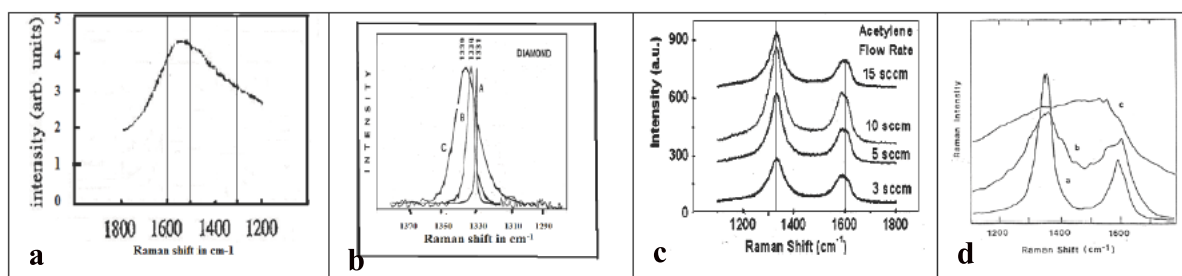 5
4
3
2
1
0
intensity (arb. units)
1800 1600 1400 1200
Raman shift in cm-1
a
DIAMOND
A
B
C
INTENSITY
1370 1350 1330 1310 1290
Raman shift in cm-1
b
900
600
300
0
Intensity (a.u.)
Acetylene
Flow Rate
15 sccm
10 sccm
5 sccm
3 sccm
1200 1400 1600 1800
Raman Shift (cm-1)
c
Raman Intensity
c
b
a
1200 1400 1600
Raman Shift (cm-1)
d